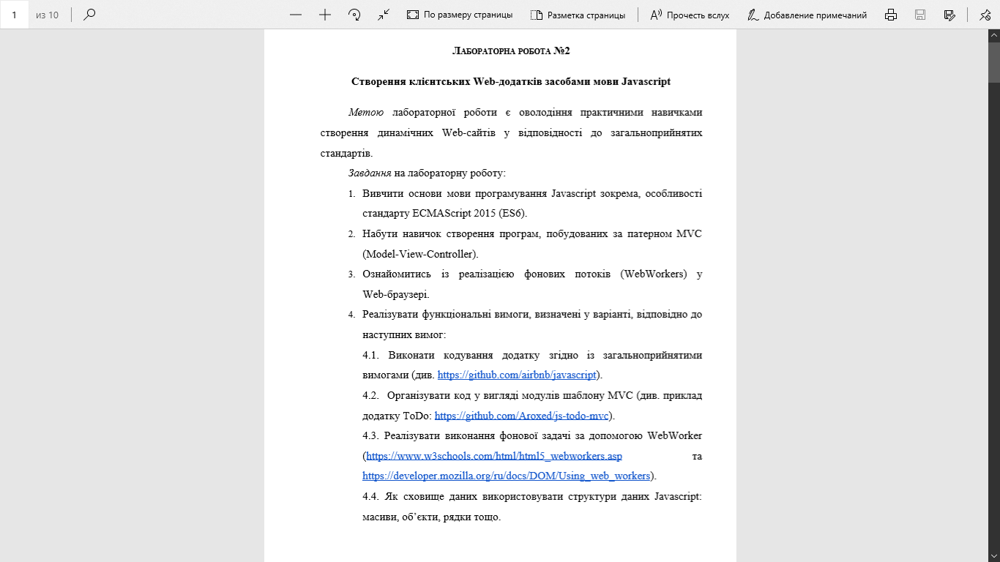 1 из 10 По размеру страницы Разметка страницы Прочесть вслух Добавление примечаний
ЛАБОРАТОРНА РОБОТА №2
Створення клієнтських Web-додатків засобами мови Javascript
Метою лабораторної роботи є оволодіння практичними навичками
створення динамічних Web-сайтів у відповідності до загальноприйнятих
стандартів.
Завдання на лабораторну роботу:
1. Вивчити основи мови програмування Javascript зокрема, особливості
стандарту ECMAScript 2015 (ES6).
2. Набути навичок створення програм, побудованих за патерном MVC
(Model-View-Controller).
3. Ознайомитись із реалізацією фонових потоків (WebWorkers) у
Web-браузері.
4. Реалізувати функціональні вимоги, визначені у варіанті, відповідно до
наступних вимог:
4.1. Виконати кодування додатку згідно із загальноприйнятими
вимогами (див. https://github.com/airbnb/javascript).
4.2. Організувати код у вигляді модулів шаблону MVC (див. приклад
додатку ToDo: https://github.com/Aroxed/js-todo-mvc).
4.3. Реалізувати виконання фонової задачі за допомогою WebWorker
(https://www.w3schools.com/html/html5_webworkers.asp та
https://developer.mozilla.org/ru/docs/DOM/Using_web_workers).
4.4. Як сховище даних використовувати структури даних Javascript:
масиви, об’єкти, рядки тощо.